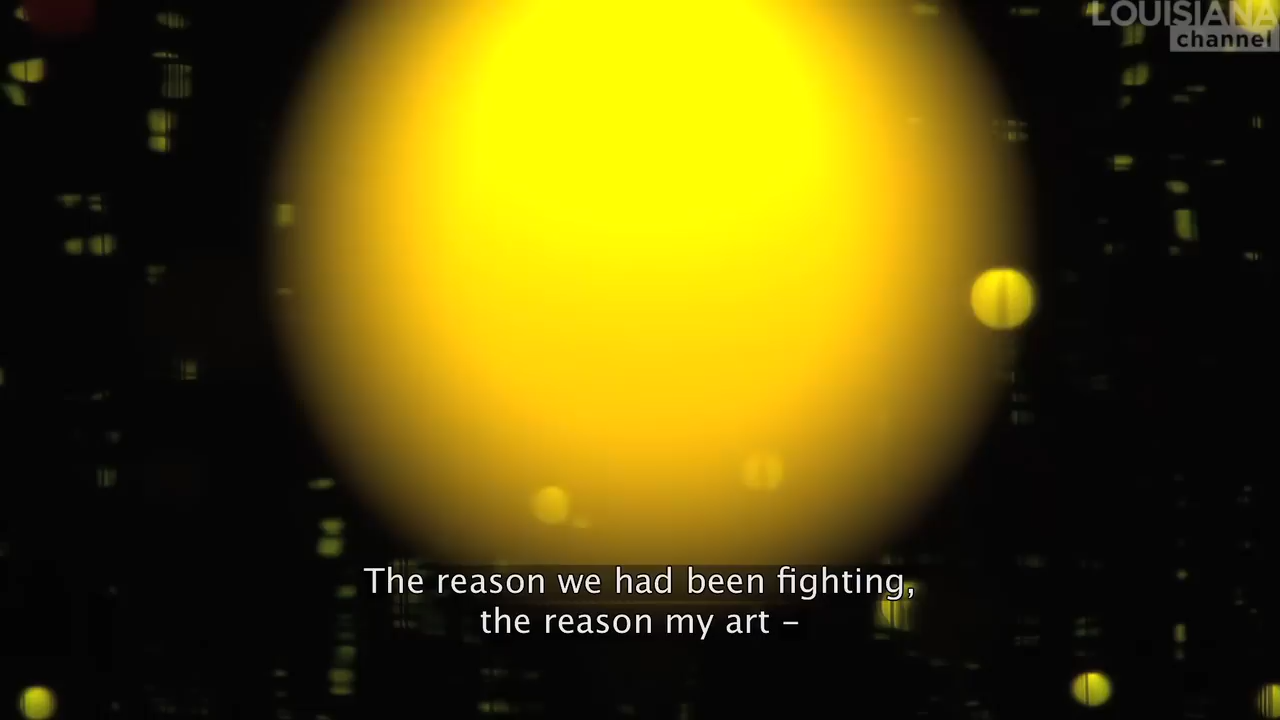 LOUISIANA
channel
The reason we had been fighting,
the reason my art –